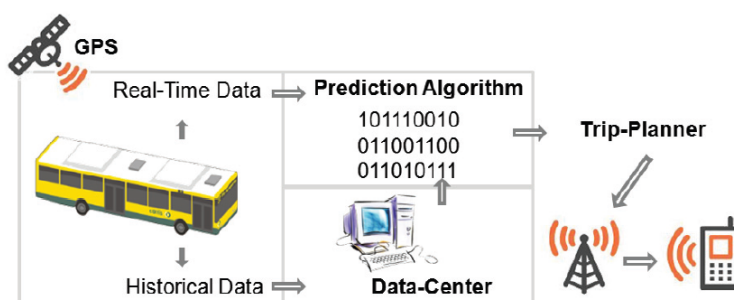 GPS
Real-Time Data
Prediction Algorithm
101110010
011001100
011010111
Trip-Planner
Historical Data
Data-Center